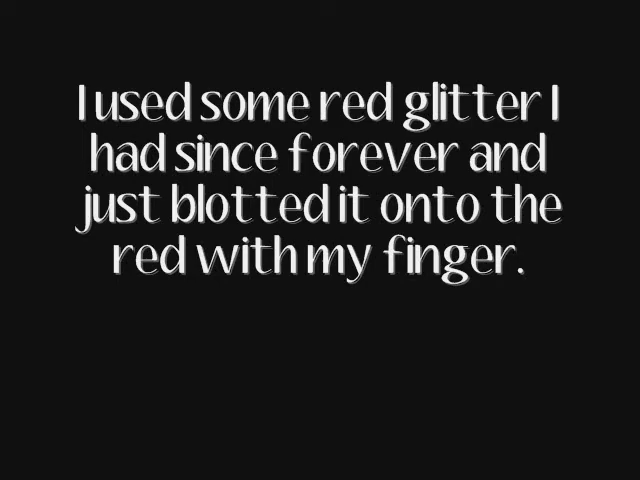 I used some red glitter I
had since forever and
just blotted it onto the
red with my finger.